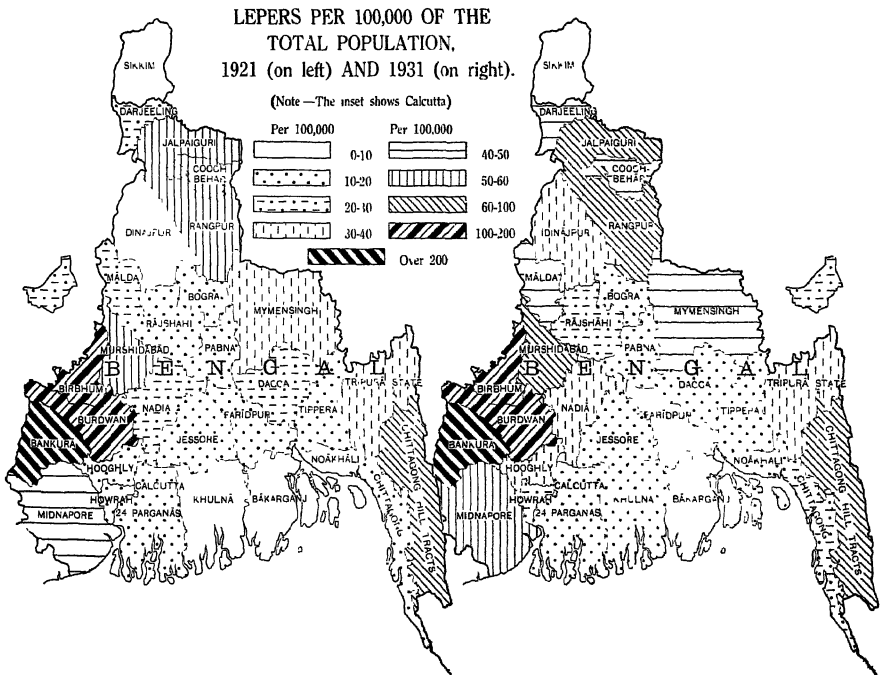 LEPERS PER 100,000 OF THE
TOTAL POPULATION,
1921 (on left) AND 1931 (on right).
(Note —The inset shows Calcutta)
Per 100,000 Per 100,000
0-10 40-50
10-20 50-60
20-30 60-100
30-40 100-200
Over 200
SIKKIM
DARJEELING
JALPAIGURI
COOCH
BEHAR
DINAJPUR
RANGPUR
MALDA
BOGRA
RAJSHAHI
MYMENSINGH
MURSHIDABAD
PABNA
BENGAL
BIRBHUM
DACCA
TRIPURA STATE
BURDWAN
NADIA
FARIDPUR
TIPPERA
BANKURA
JESSORE
NOAKHALI
HOOGHLY
CALCUTTA
HOWRAH
KHULNA
BAKARGANJ
MIDNAPORE
24 PARGANAS
CHITTAGONG
CHITTAGONG HILL TRACTS
SIKKIM
DARJEELING
JALPAIGURI
COOCH
BEHAR
DINAJPUR
RANGPUR
MALDA
BOGRA
RAJSHAHI
MYMENSINGH
MURSHIDABAD
PABNA
BENGAL
BIRBHUM
DACCA
TRIPURA STATE
BURDWAN
NADIA
FARIDPUR
TIPPERA
BANKURA
JESSORE
NOAKHALI
HOOGHLY
CALCUTTA
HOWRAH
KHULNA
BAKARGANJ
MIDNAPORE
24 PARGANAS
CHITTAGONG
CHITTAGONG HILL TRACTS